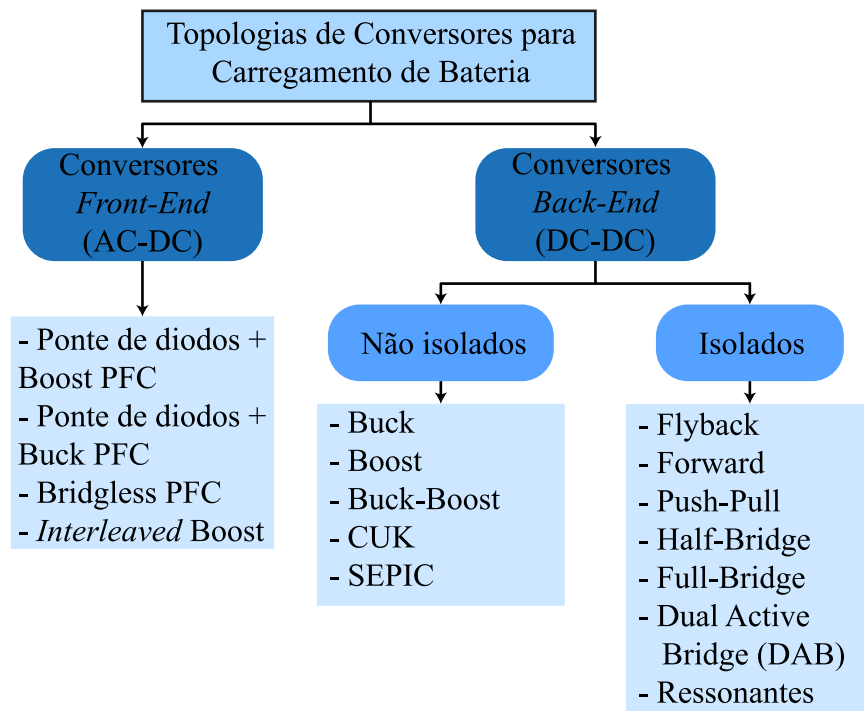 Topologias de Conversores para
Carregamento de Bateria
Conversores
Front-End
(AC-DC)
Conversores
Back-End
(DC-DC)
- Ponte de diodos +
Boost PFC
- Ponte de diodos +
Buck PFC
- Bridgless PFC
- Interleaved Boost
Não isolados
- Buck
- Boost
- Buck-Boost
- CUK
- SEPIC
Isolados
- Flyback
- Forward
- Push-Pull
- Half-Bridge
- Full-Bridge
- Dual Active
Bridge (DAB)
- Ressonantes